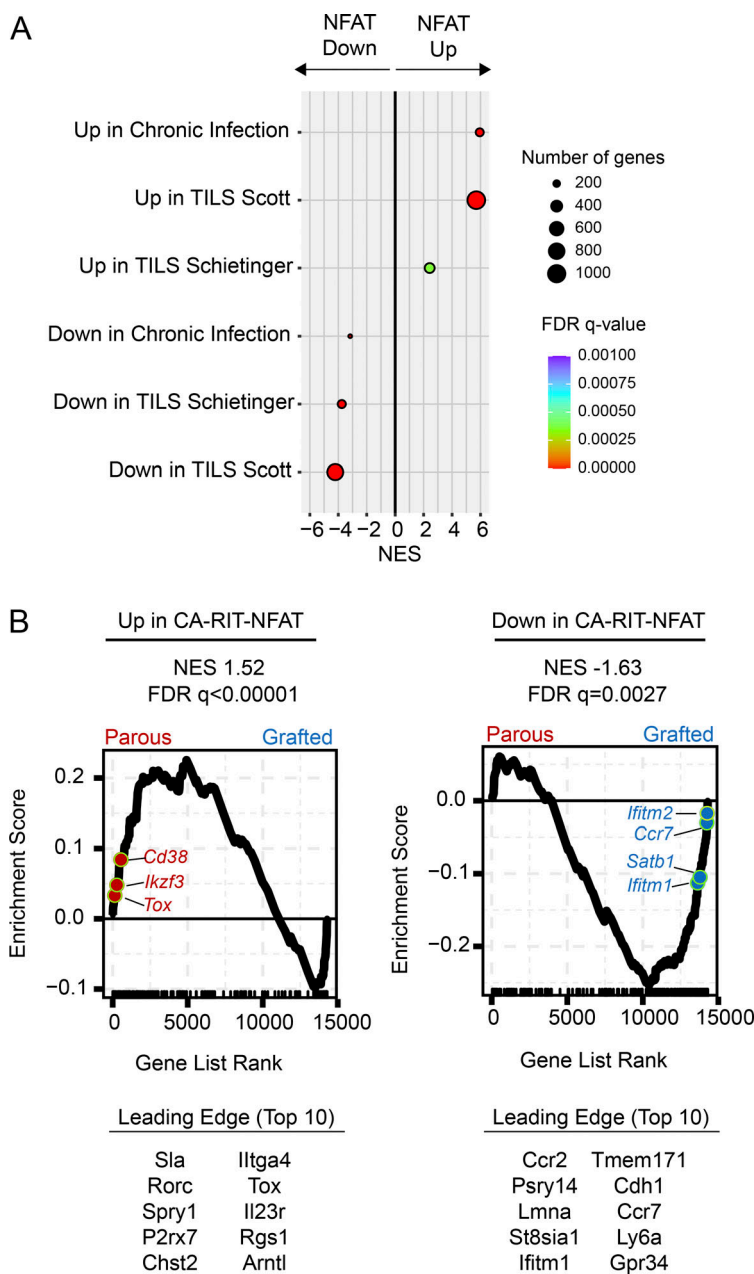 A
NFAT
Down
NFAT
Up
Up in Chronic Infection
Up in TILS Scott
Up in TILS Schietinger
Down in Chronic Infection
Down in TILS Schietinger
Down in TILS Scott
−6 −4 −2 0 2 4 6
NES
Number of genes
200
400
600
800
1000
FDR q-value
0.00100
0.00075
0.00050
0.00025
0.00000
B
Up in CA-RIT-NFAT
NES 1.52
FDR q<0.00001
Parous Grafted
Enrichment Score
0.2
0.1
0.0
−0.1
Cd38
Ikzf3
Tox
0 5000 10000 15000
Gene List Rank
Leading Edge (Top 10)
Sla IItga4
Rorc Tox
Spry1 Il23r
P2rx7 Rgs1
Chst2 Arntl
Down in CA-RIT-NFAT
NES -1.63
FDR q=0.0027
Parous Grafted
Enrichment Score
0.0
−0.1
−0.2
Ifitm2
Ccr7
Satb1
Ifitm1
0 5000 10000 15000
Gene List Rank
Leading Edge (Top 10)
Ccr2 Tmem171
Psry14 Cdh1
Lmna Ccr7
St8sia1 Ly6a
Ifitm1 Gpr34